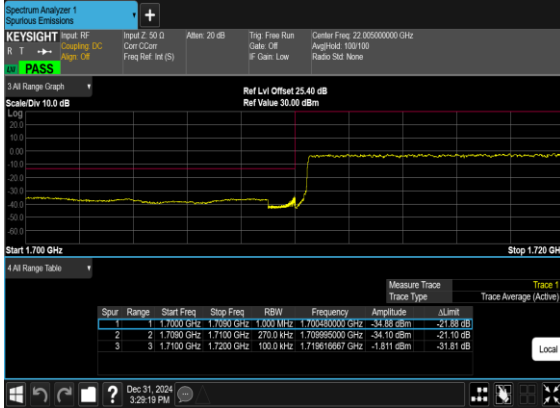 Spectrum Analyzer 1
Spurious Emissions
+
KEYSIGHT Input: RF Input Z: 50 Ω Atten: 20 dB Trig: Free Run Center Freq: 22.005000000 GHz
R T Coupling: DC Corr CCorr Gate: Off Avg|Hold: 100/100
Align: Off Freq Ref: Int (S) IF Gain: Low Radio Std: None
PASS
3 All Range Graph Ref Lvl Offset 25.40 dB
Scale/Div 10.0 dB Ref Value 30.00 dBm
Log
20.0
10.0
0.00
-10.0
-20.0
-30.0
-40.0
-50.0
-60.0
Start 1.700 GHz Stop 1.720 GH
4 All Range Table
Measure Trace Trace 1
Trace Type Trace Average (Active)
Spur Range Start Freq Stop Freq RBW Frequency Amplitude ΔLimit
1 1 1.7000 GHz 1.7090 GHz 1.000 MHz 1.700480000 GHz -34.88 dBm -21.88 dB
2 2 1.7090 GHz 1.7100 GHz 270.0 kHz 1.709995000 GHz -34.10 dBm -21.10 dB
3 3 1.7100 GHz 1.7200 GHz 100.0 kHz 1.719616667 GHz -1.811 dBm -31.81 dB
Local
? Dec 31, 2024
3:29:19 PM